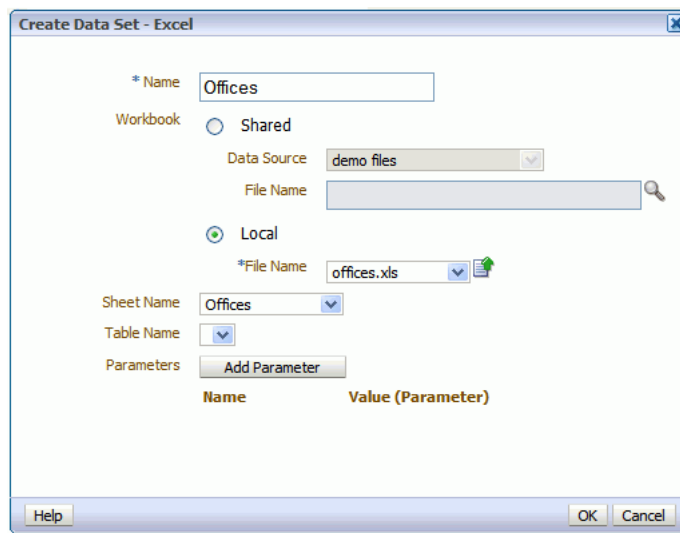 Create Data Set - Excel
* Name Offices
Workbook Shared
Data Source demo files
File Name
Local
*File Name offices.xls
Sheet Name Offices
Table Name
Parameters Add Parameter
Name Value (Parameter)
Help OK Cancel